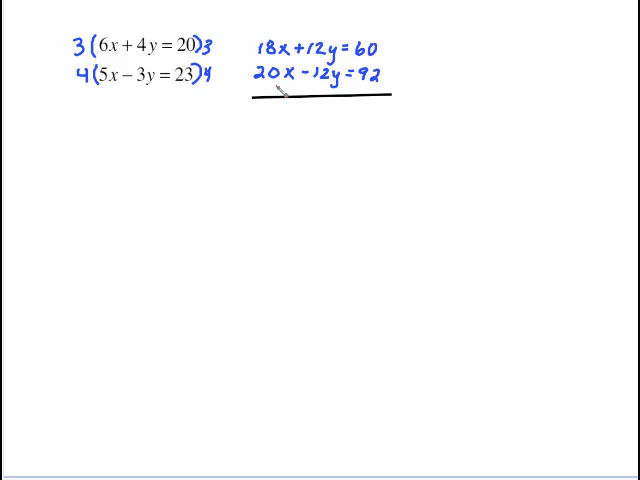 3(6x + 4y = 20)3 18x + 12y = 60
4(5x − 3y = 23)4 20x − 12y = 92